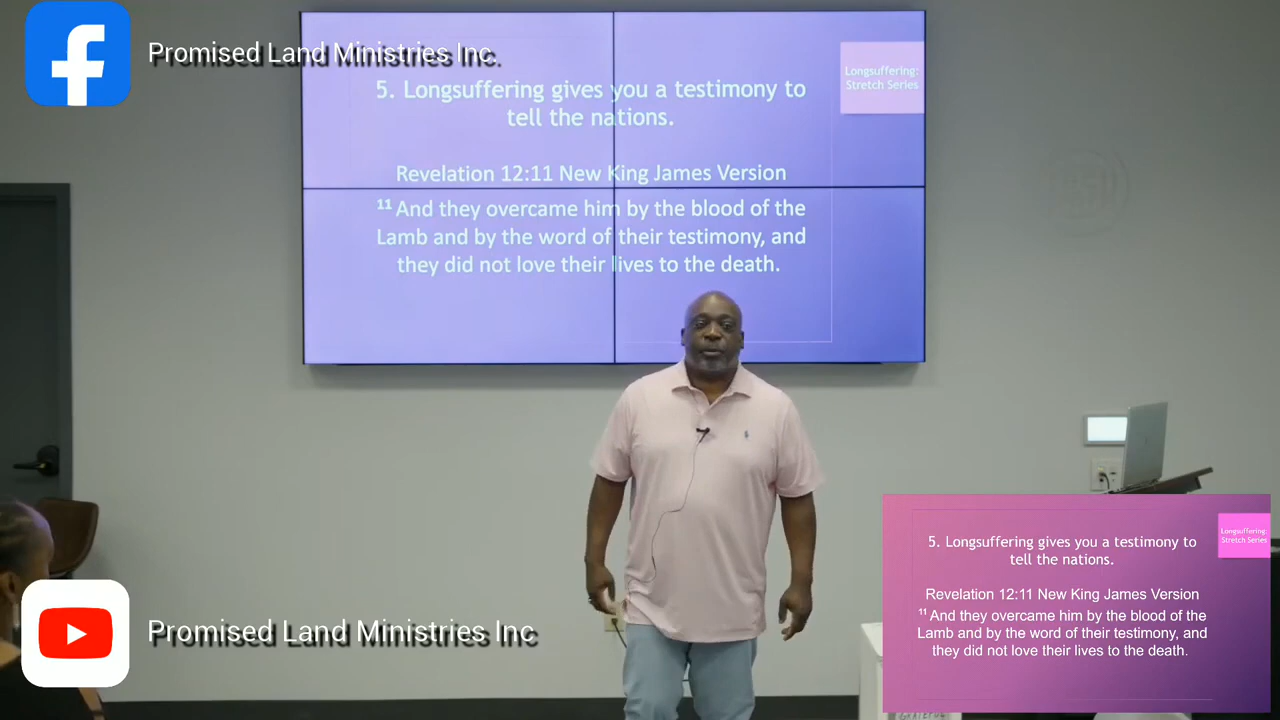 Promised Land Ministries Inc.
5. Longsuffering gives you a testimony to
tell the nations.
Longsuffering:
Stretch Series
Revelation 12:11 New King James Version
11 And they overcame him by the blood of the
Lamb and by the word of their testimony, and
they did not love their lives to the death.
Promised Land Ministries Inc
5. Longsuffering gives you a testimony to
tell the nations.
Longsuffering:
Stretch Series
Revelation 12:11 New King James Version
11 And they overcame him by the blood of the
Lamb and by the word of their testimony, and
they did not love their lives to the death.